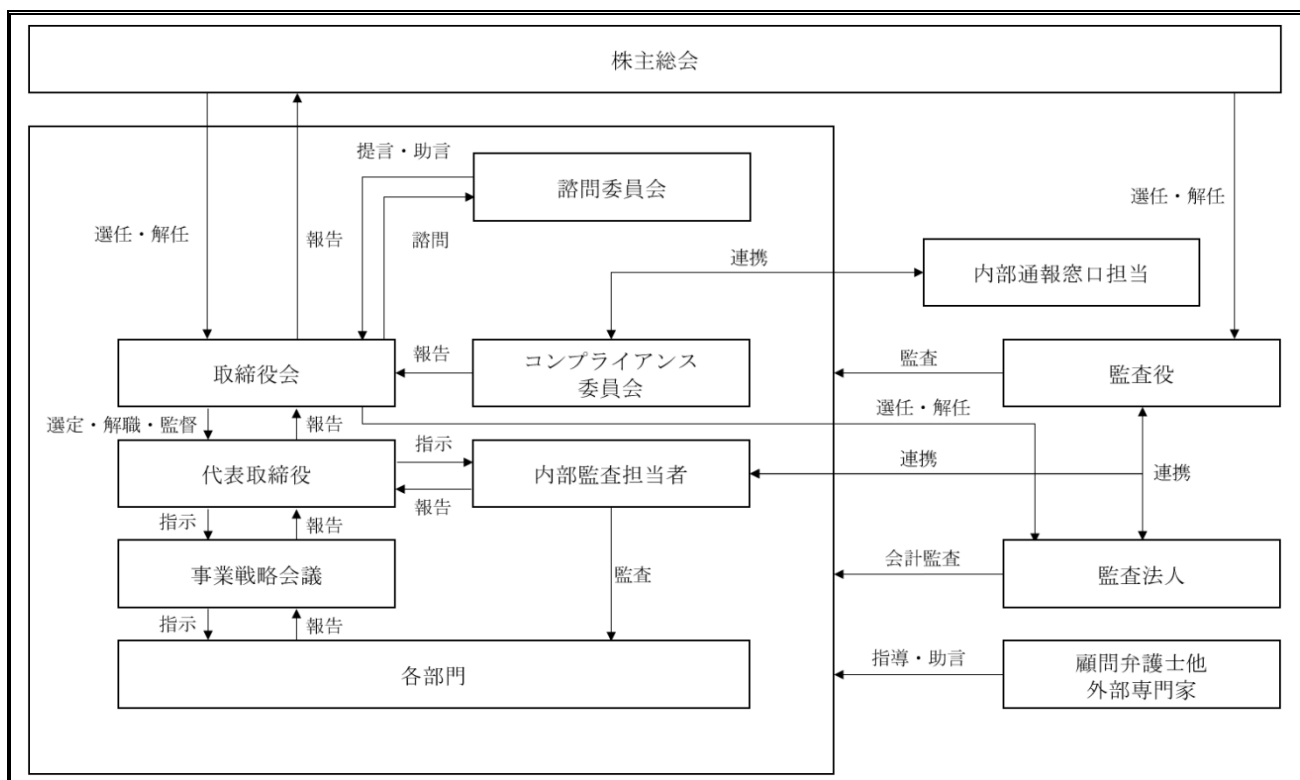 株主総会
提言・助言
諮問委員会
選任・解任
報告
諮問
選任・解任
連携
内部通報窓口担当
取締役会
報告
コンプライアンス
委員会
監査
監査役
選任・解任
選定・解職・監督
報告
指示
代表取締役
内部監査担当者
連携
連携
報告
指示
報告
事業戦略会議
監査
会計監査
監査法人
指示
報告
各部門
指導・助言
顧問弁護士他
外部専門家